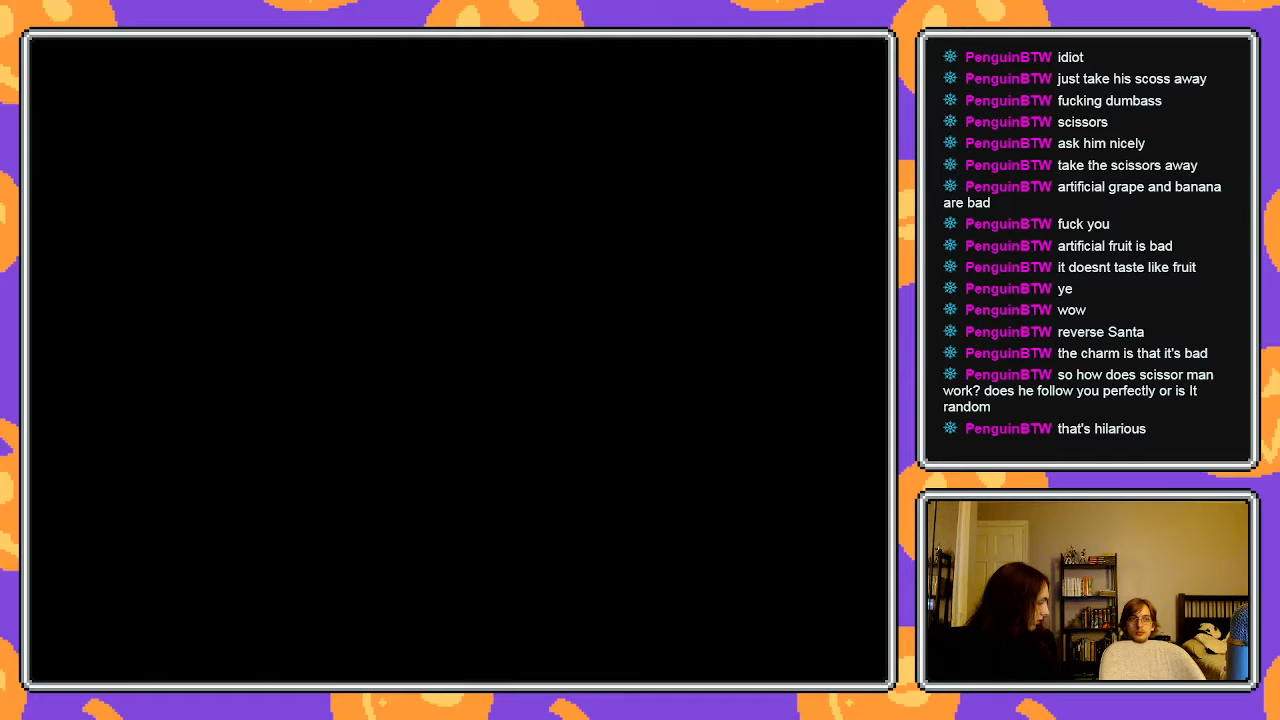 PenguinBTW idiot
PenguinBTW just take his scoss away
PenguinBTW fucking dumbass
PenguinBTW scissors
PenguinBTW ask him nicely
PenguinBTW take the scissors away
PenguinBTW artificial grape and banana
are bad
PenguinBTW fuck you
PenguinBTW artificial fruit is bad
PenguinBTW it doesnt taste like fruit
PenguinBTW ye
PenguinBTW wow
PenguinBTW reverse Santa
PenguinBTW the charm is that it's bad
PenguinBTW so how does scissor man
work? does he follow you perfectly or is It
random
PenguinBTW that's hilarious